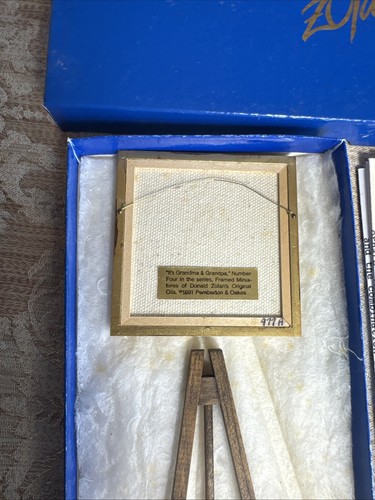 Zolan
"It's Grandma & Grandpa," Number
Four in the series, Framed Minia-
tures of Donald Zolan's Original
Oils. ©1991 Pemberton & Oakes